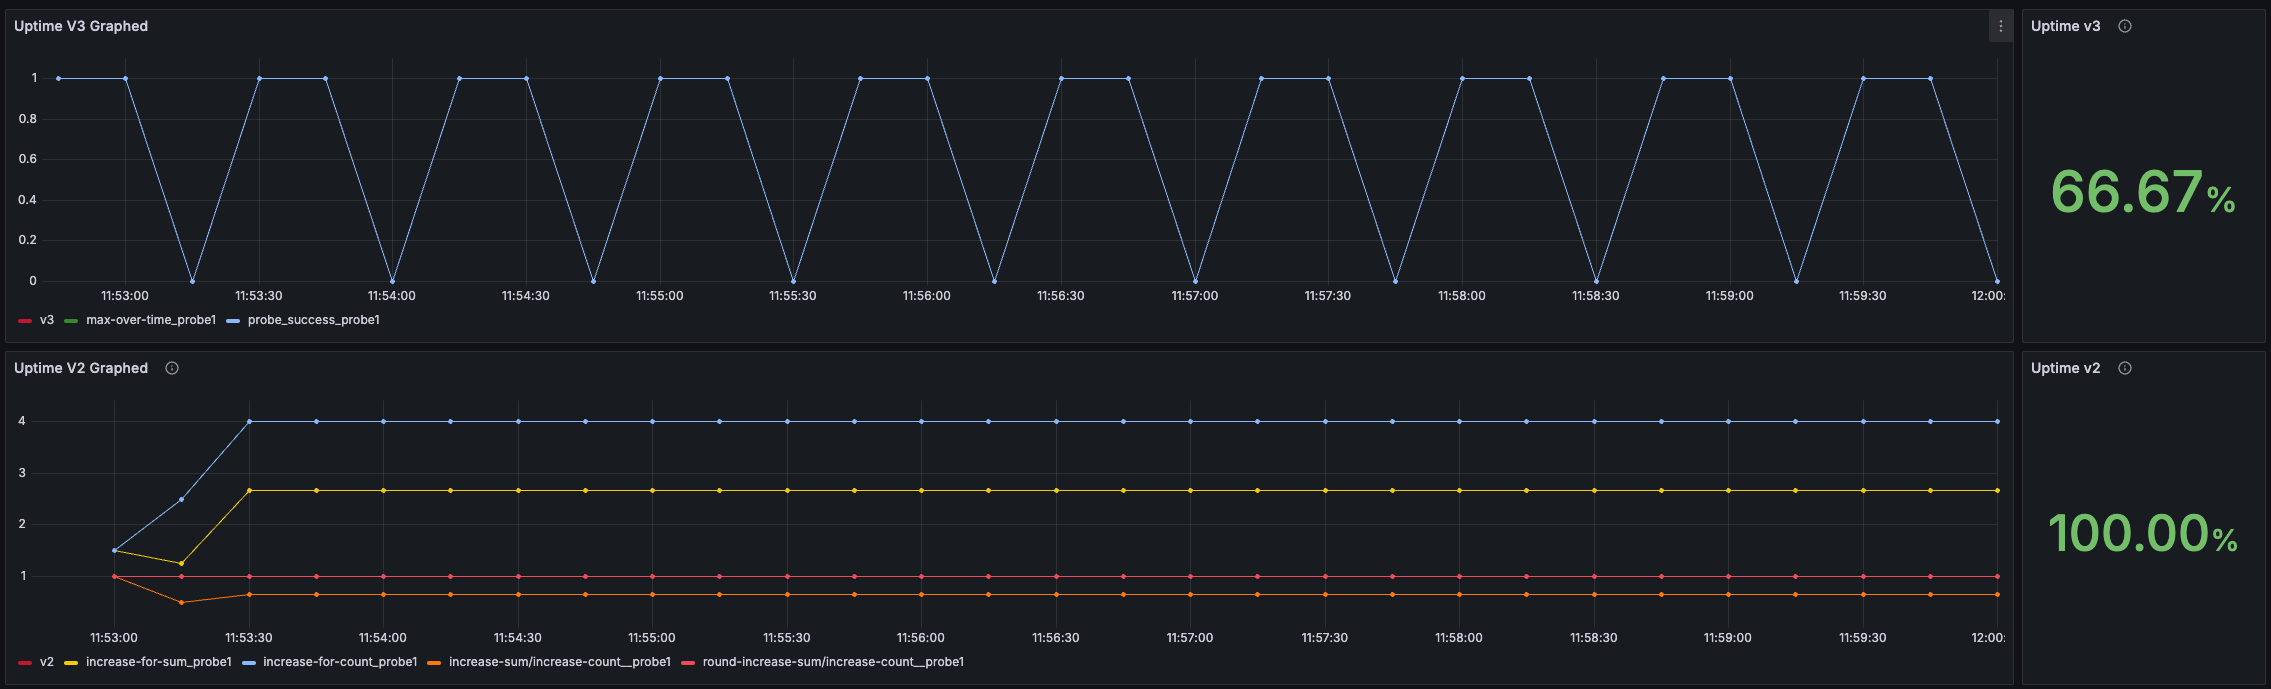 Uptime V3 Graphed
1
0.8
0.6
0.4
0.2
0
11:53:00 11:53:30 11:54:00 11:54:30 11:55:00 11:55:30 11:56:00 11:56:30 11:57:00 11:57:30 11:58:00 11:58:30 11:59:00 11:59:30 12:00:
v3 max-over-time_probe1 probe_success_probe1
Uptime v3
66.67%
Uptime V2 Graphed
4
3
2
1
11:53:00 11:53:30 11:54:00 11:54:30 11:55:00 11:55:30 11:56:00 11:56:30 11:57:00 11:57:30 11:58:00 11:58:30 11:59:00 11:59:30 12:00:
v2 increase-for-sum_probe1 increase-for-count_probe1 increase-sum/increase-count__probe1 round-increase-sum/increase-count__probe1
Uptime v2
100.00%